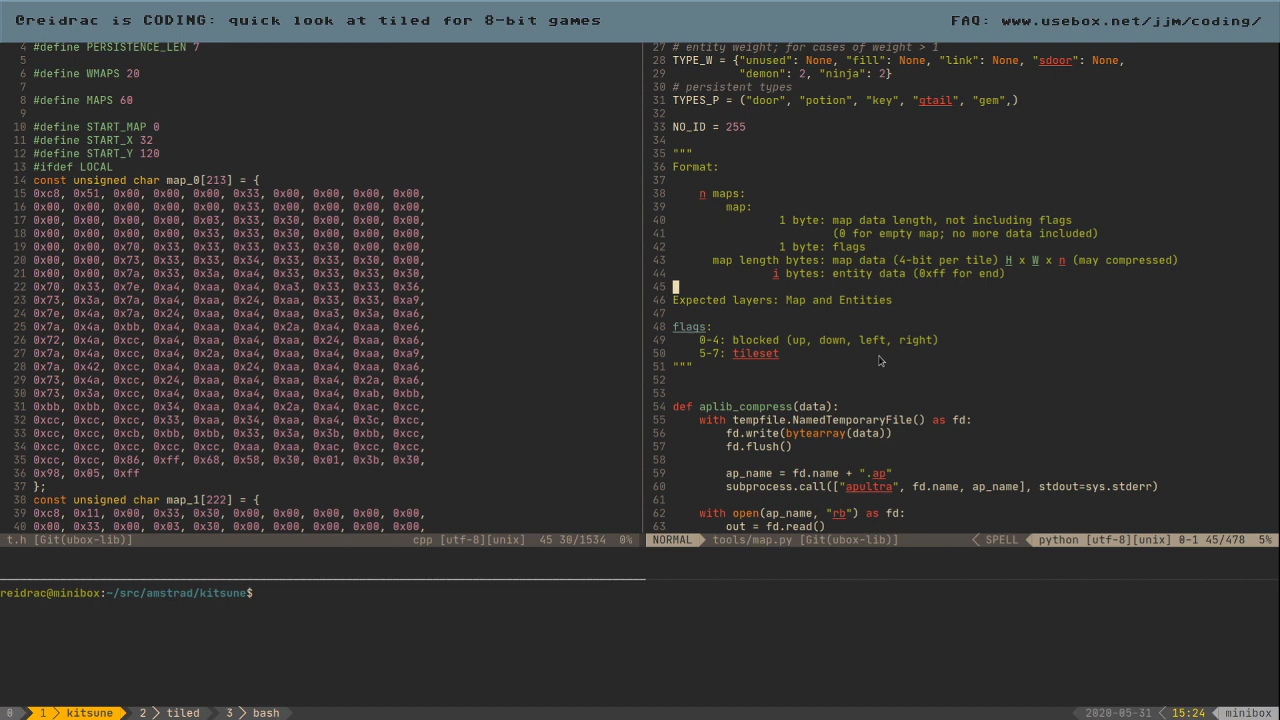 @reidrac is CODING: quick look at tiled for 8-bit games
FAQ: www.usebox.net/jjm/coding/
4 #define PERSISTENCE_LEN 7
5
6 #define WMAPS 20
7
8 #define MAPS 60
9
10 #define START_MAP 0
11 #define START_X 32
12 #define START_Y 120
13 #ifdef LOCAL
14 const unsigned char map_0[213] = {
15 0xc8, 0x51, 0x00, 0x00, 0x00, 0x33, 0x00, 0x00, 0x00, 0x00,
16 0x00, 0x00, 0x00, 0x00, 0x00, 0x33, 0x00, 0x00, 0x00, 0x00,
17 0x00, 0x00, 0x00, 0x00, 0x03, 0x33, 0x30, 0x00, 0x00, 0x00,
18 0x00, 0x00, 0x00, 0x00, 0x33, 0x33, 0x33, 0x00, 0x00, 0x00,
19 0x00, 0x00, 0x70, 0x33, 0x33, 0x33, 0x33, 0x30, 0x00, 0x00,
20 0x00, 0x00, 0x73, 0x33, 0x33, 0x30, 0x33, 0x33, 0x00, 0x00,
21 0x00, 0x00, 0x7a, 0x33, 0x3a, 0xa4, 0x33, 0x33, 0x30, 0x00,
22 0x70, 0x33, 0x7e, 0xa4, 0xaa, 0xa4, 0xa3, 0x33, 0x33, 0x36,
23 0x73, 0x3a, 0x7a, 0xa4, 0xaa, 0x24, 0xaa, 0x33, 0x33, 0xa9,
24 0x7e, 0x4a, 0x7a, 0x24, 0xaa, 0xa4, 0xaa, 0xa4, 0x3a, 0xa6,
25 0x7a, 0x4a, 0xbb, 0xa4, 0xaa, 0xa4, 0x2a, 0xa4, 0xaa, 0xe6,
26 0x72, 0x4a, 0xcc, 0xa4, 0xaa, 0xa4, 0xaa, 0x24, 0xaa, 0xa6,
27 0x7a, 0x4a, 0xcc, 0xa4, 0x2a, 0xa4, 0xaa, 0xa4, 0xaa, 0xa9,
28 0x7a, 0x42, 0xcc, 0xa4, 0xaa, 0x24, 0xaa, 0xa4, 0xaa, 0xa6,
29 0x73, 0x4a, 0xcc, 0x24, 0xaa, 0xa4, 0xaa, 0xa4, 0x2a, 0xa6,
30 0x73, 0x3a, 0xcc, 0xa4, 0xaa, 0xa4, 0xaa, 0xa4, 0xab, 0xbb,
31 0xbb, 0xbb, 0xcc, 0x34, 0xaa, 0xa4, 0x2a, 0xa4, 0xac, 0xcc,
32 0xcc, 0xcc, 0xcc, 0x33, 0xaa, 0x34, 0xaa, 0xa4, 0x3c, 0xcc,
33 0xcc, 0xcc, 0xcb, 0xbb, 0xbb, 0x33, 0x3a, 0x3b, 0xbb, 0xcc,
34 0xcc, 0xcc, 0xcc, 0xcc, 0xcc, 0xaa, 0xaa, 0xac, 0xcc, 0xcc,
35 0xcc, 0xcc, 0x86, 0xff, 0x68, 0x58, 0x30, 0x01, 0x3b, 0x30,
36 0x98, 0x05, 0xff
37 };
38 const unsigned char map_1[222] = {
39 0xc8, 0x11, 0x00, 0x33, 0x30, 0x00, 0x00, 0x00, 0x00, 0x00,
40 0x00, 0x33, 0x00, 0x03, 0x30, 0x00, 0x00, 0x00, 0x00, 0x00,
t.h [Git(ubox-lib)] cpp [utf-8][unix] 45 30/1534 0%
27 # entity weight; for cases of weight > 1
28 TYPE_W = {"unused": None, "fill": None, "link": None, "sdoor": None,
29 "demon": 2, "ninja": 2}
30 # persistent types
31 TYPES_P = ("door", "potion", "key", "gtail", "gem",)
32
33 NO_ID = 255
34
35 """
36 Format:
37
38 n maps:
39 map:
40 1 byte: map data length, not including flags
41 (0 for empty map; no more data included)
42 1 byte: flags
43 map length bytes: map data (4-bit per tile) H x W x n (may compressed)
44 i bytes: entity data (0xff for end)
45
46 Expected layers: Map and Entities
47
48 flags:
49 0-4: blocked (up, down, left, right)
50 5-7: tileset
51 """
52
53
54 def aplib_compress(data):
55 with tempfile.NamedTemporaryFile() as fd:
56 fd.write(bytearray(data))
57 fd.flush()
58
59 ap_name = fd.name + ".ap"
60 subprocess.call(["apultra", fd.name, ap_name], stdout=sys.stderr)
61
62 with open(ap_name, "rb") as fd:
63 out = fd.read()
NORMAL tools/map.py [Git(ubox-lib)] SPELL python [utf-8][unix] 0-1 45/478 5%
reidrac@minibox:~/src/amstrad/kitsune$
0 1 kitsune 2 tiled 3 bash 2020-05-31 15:24 minibox